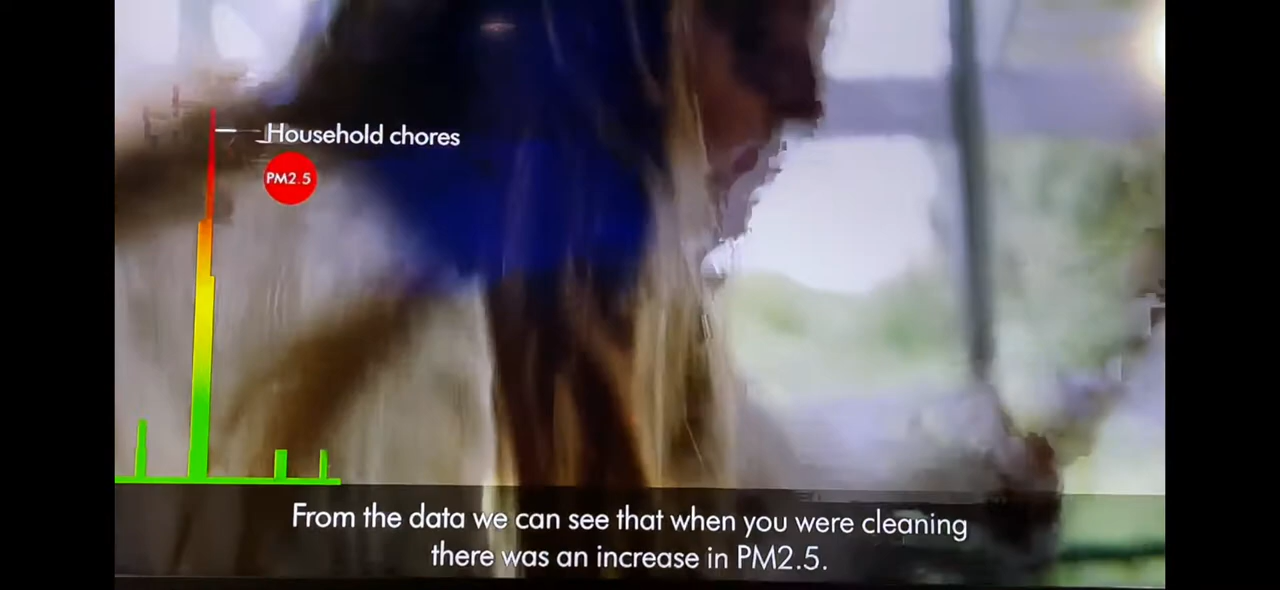 Household chores
PM2.5
From the data we can see that when you were cleaning
there was an increase in PM2.5.